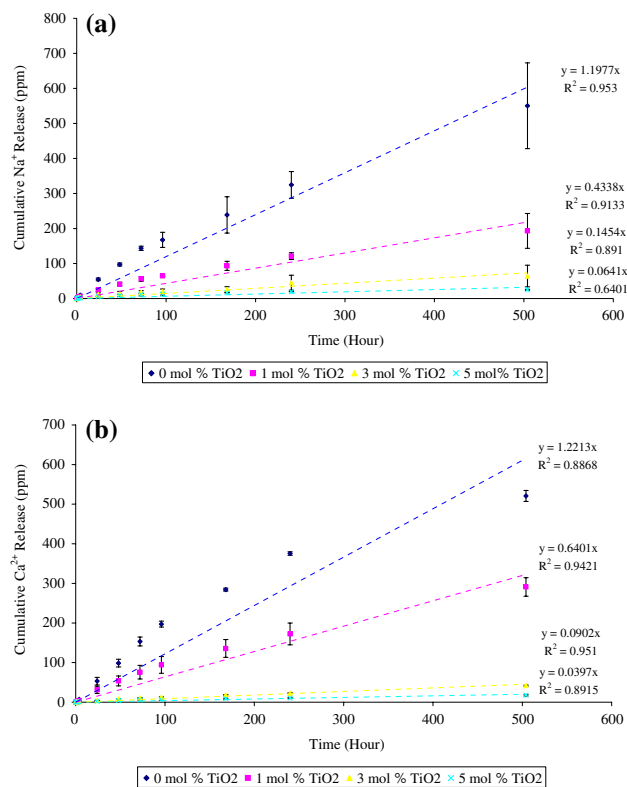 (a)
800
700
600
500
400
300
200
100
0
0 100 200 300 400 500 600
Cumulative Na+ Release (ppm)
Time (Hour)
y = 1.1977x
R2 = 0.953
y = 0.4338x
R2 = 0.9133
y = 0.1454x
R2 = 0.891
y = 0.0641x
R2 = 0.6401
0 mol % TiO2 1 mol % TiO2 3 mol % TiO2 5 mol% TiO2
(b)
700
600
500
400
300
200
100
0
0 100 200 300 400 500 600
Cumulative Ca2+ Release (ppm)
Time (Hour)
y = 1.2213x
R2 = 0.8868
y = 0.6401x
R2 = 0.9421
y = 0.0902x
R2 = 0.951
y = 0.0397x
R2 = 0.8915
0 mol % TiO2 1 mol % TiO2 3 mol % TiO2 5 mol % TiO2